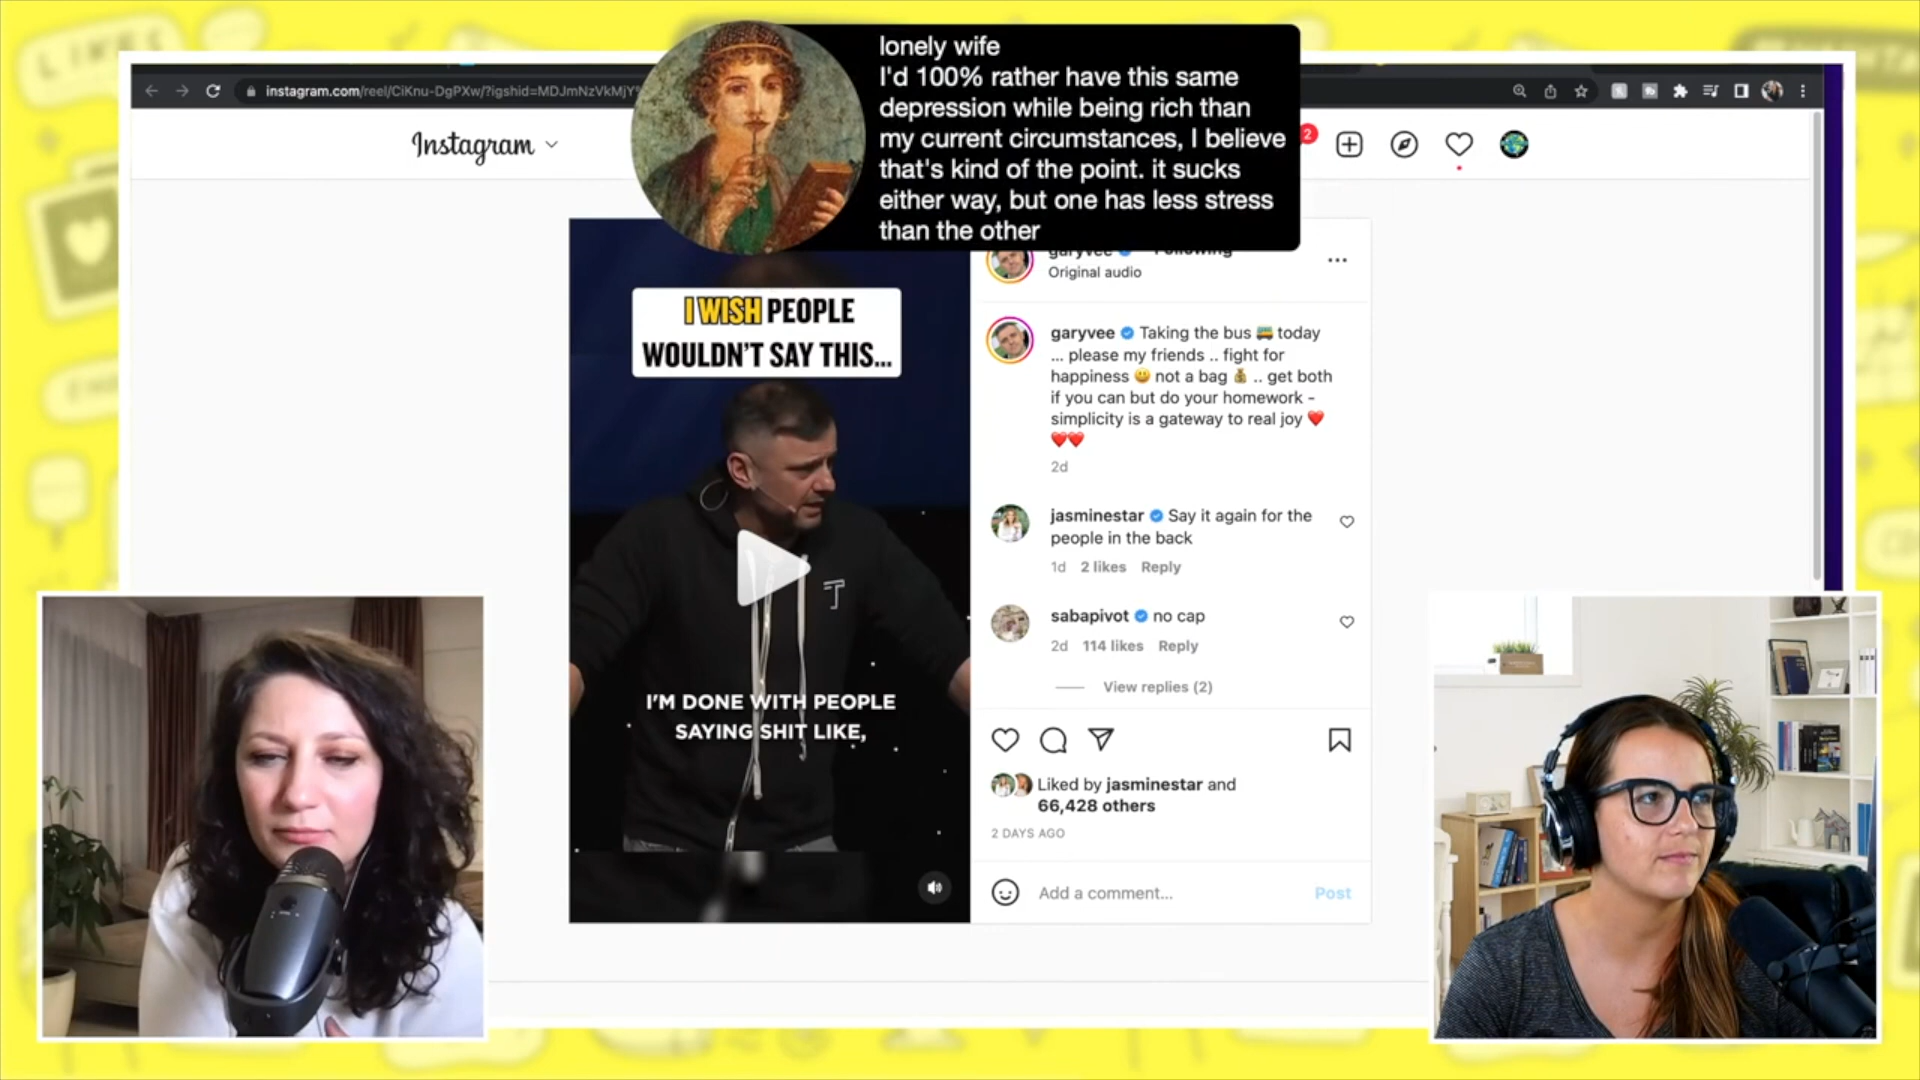 lonely wife
I'd 100% rather have this same
depression while being rich than
my current circumstances, I believe
that's kind of the point. it sucks
either way, but one has less stress
than the other
instagram.com/reel/CiKnu-DgPXw/?igshid=MDJmNzVkMjY
Instagram
2
I WISH PEOPLE
WOULDN'T SAY THIS...
I'M DONE WITH PEOPLE
SAYING SHIT LIKE,
garyvee Following
Original audio
garyvee Taking the bus 🚌 today
... please my friends .. fight for
happiness 😀 not a bag 💰 .. get both
if you can but do your homework -
simplicity is a gateway to real joy ❤️
❤️❤️
2d
jasminestar Say it again for the
people in the back
1d 2 likes Reply
sabapivot no cap
2d 114 likes Reply
View replies (2)
Liked by jasminestar and
66,428 others
2 DAYS AGO
Add a comment... Post
LIKES